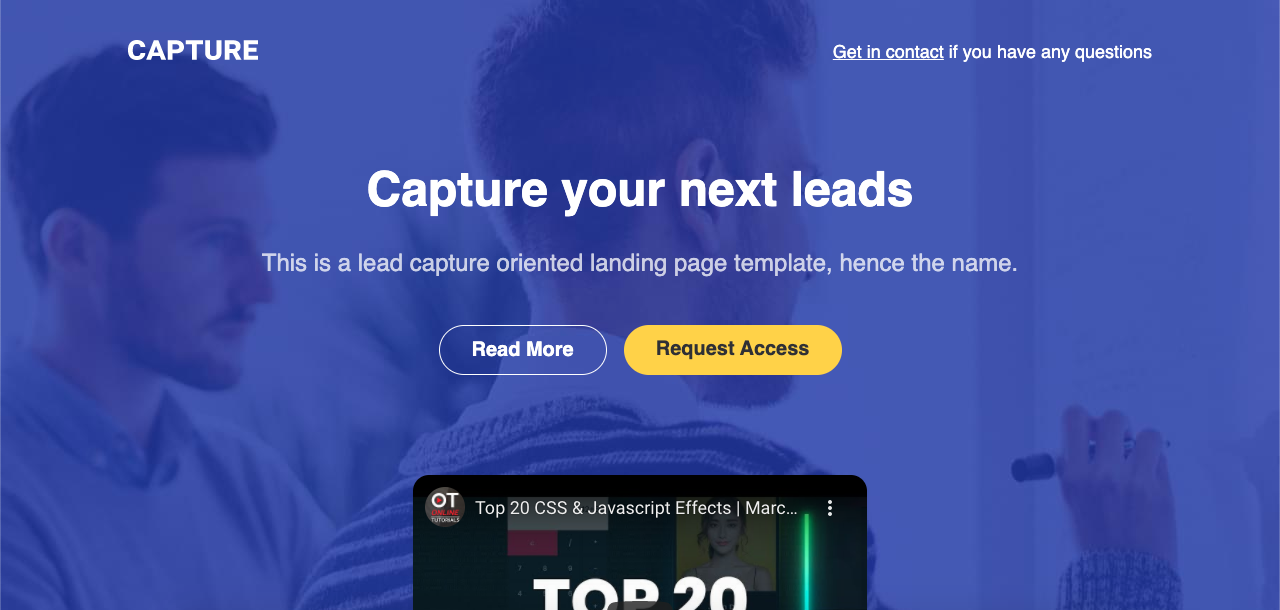 CAPTURE
Get in contact if you have any questions
Capture your next leads
This is a lead capture oriented landing page template, hence the name.
Read More
Request Access
OT
ONLINE
TUTORIALS
Top 20 CSS & Javascript Effects | Marc...
TOP 20